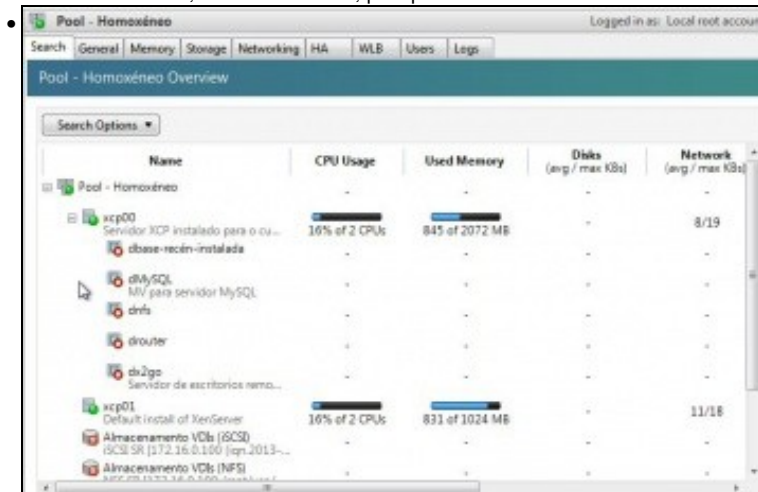 Pool - Homoxéneo
Logged in as: Local root accoun
Search General Memory Storage Networking HA WLB Users Logs
Pool - Homoxéneo Overview
Search Options
Name CPU Usage Used Memory Disks (avg / max KBs) Network (avg / max KBs)
Pool - Homoxéneo - - - -
xcp00
Servidor XCP instalado para o cu...
16% of 2 CPUs 845 of 2072 MB - 8/19
dbase-recén-instalada - - - -
dMySQL
MV para servidor MySQL
- - - -
dnfs - - - -
drouter - - - -
dx2go
Servidor de escritorios remo...
- - - -
xcp01
Default install of XenServer
16% of 2 CPUs 831 of 1024 MB - 11/18
Almacenamento VDIs (iSCSI)
iSCSI SR [172.16.0.100 (iqn.2013-...
- - - -
Almacenamento VDIs (NFS)
- - - -